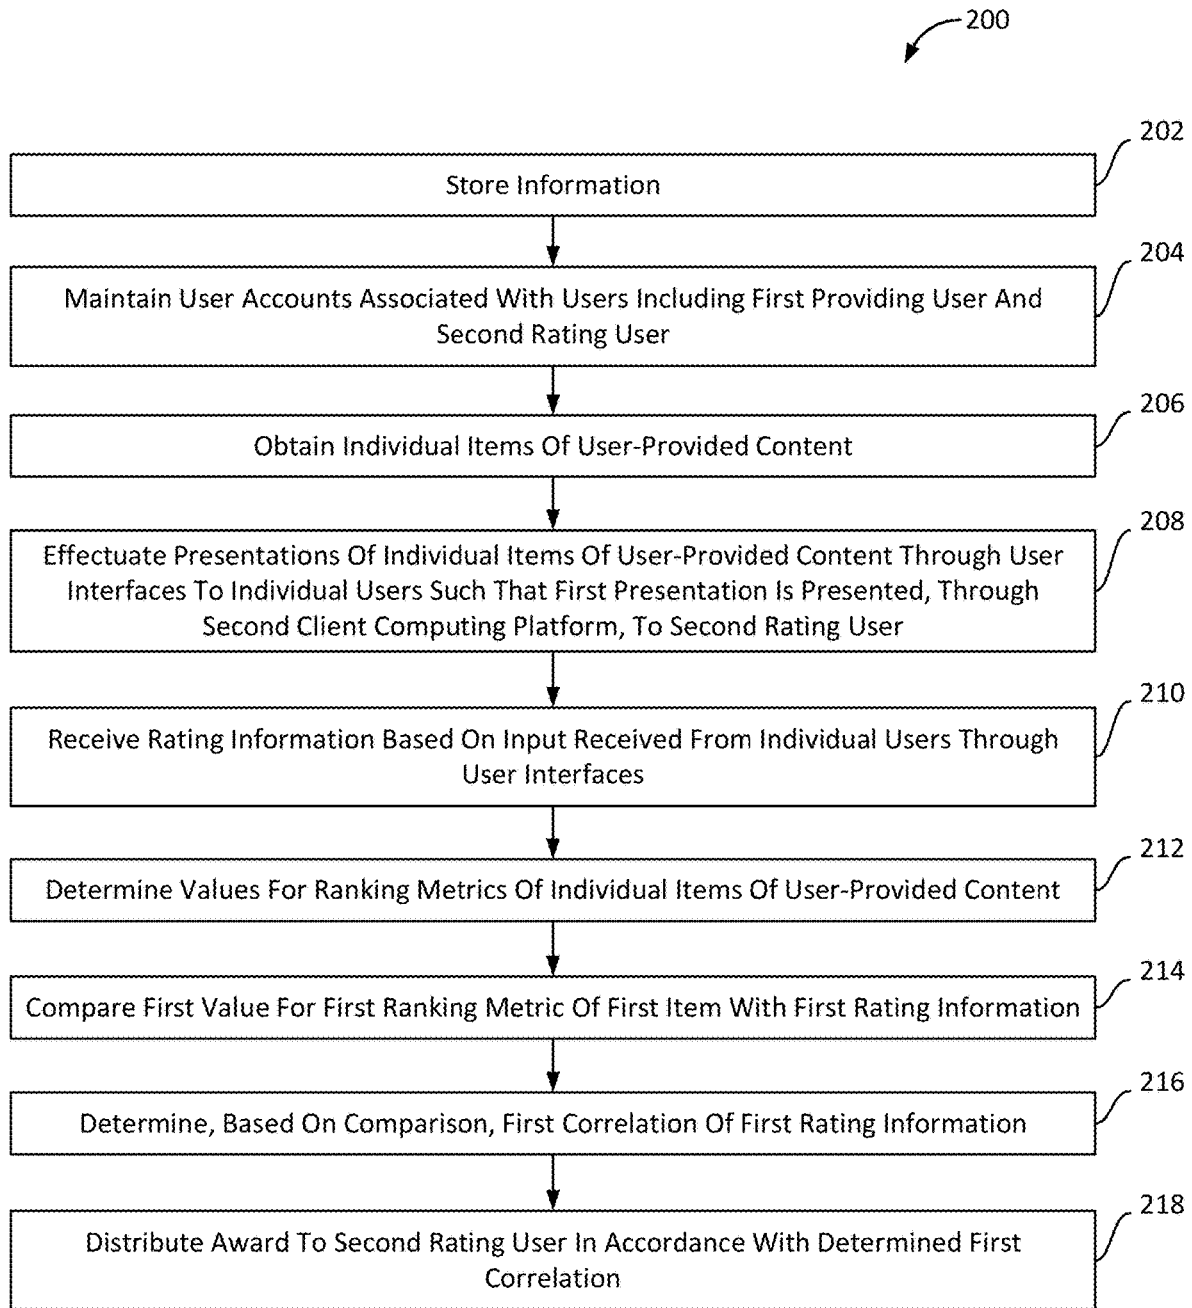 200
202
Store Information
204
Maintain User Accounts Associated With Users Including First Providing User And
Second Rating User
206
Obtain Individual Items Of User-Provided Content
208
Effectuate Presentations Of Individual Items Of User-Provided Content Through User
Interfaces To Individual Users Such That First Presentation Is Presented, Through
Second Client Computing Platform, To Second Rating User
210
Receive Rating Information Based On Input Received From Individual Users Through
User Interfaces
212
Determine Values For Ranking Metrics Of Individual Items Of User-Provided Content
214
Compare First Value For First Ranking Metric Of First Item With First Rating Information
216
Determine, Based On Comparison, First Correlation Of First Rating Information
218
Distribute Award To Second Rating User In Accordance With Determined First
Correlation